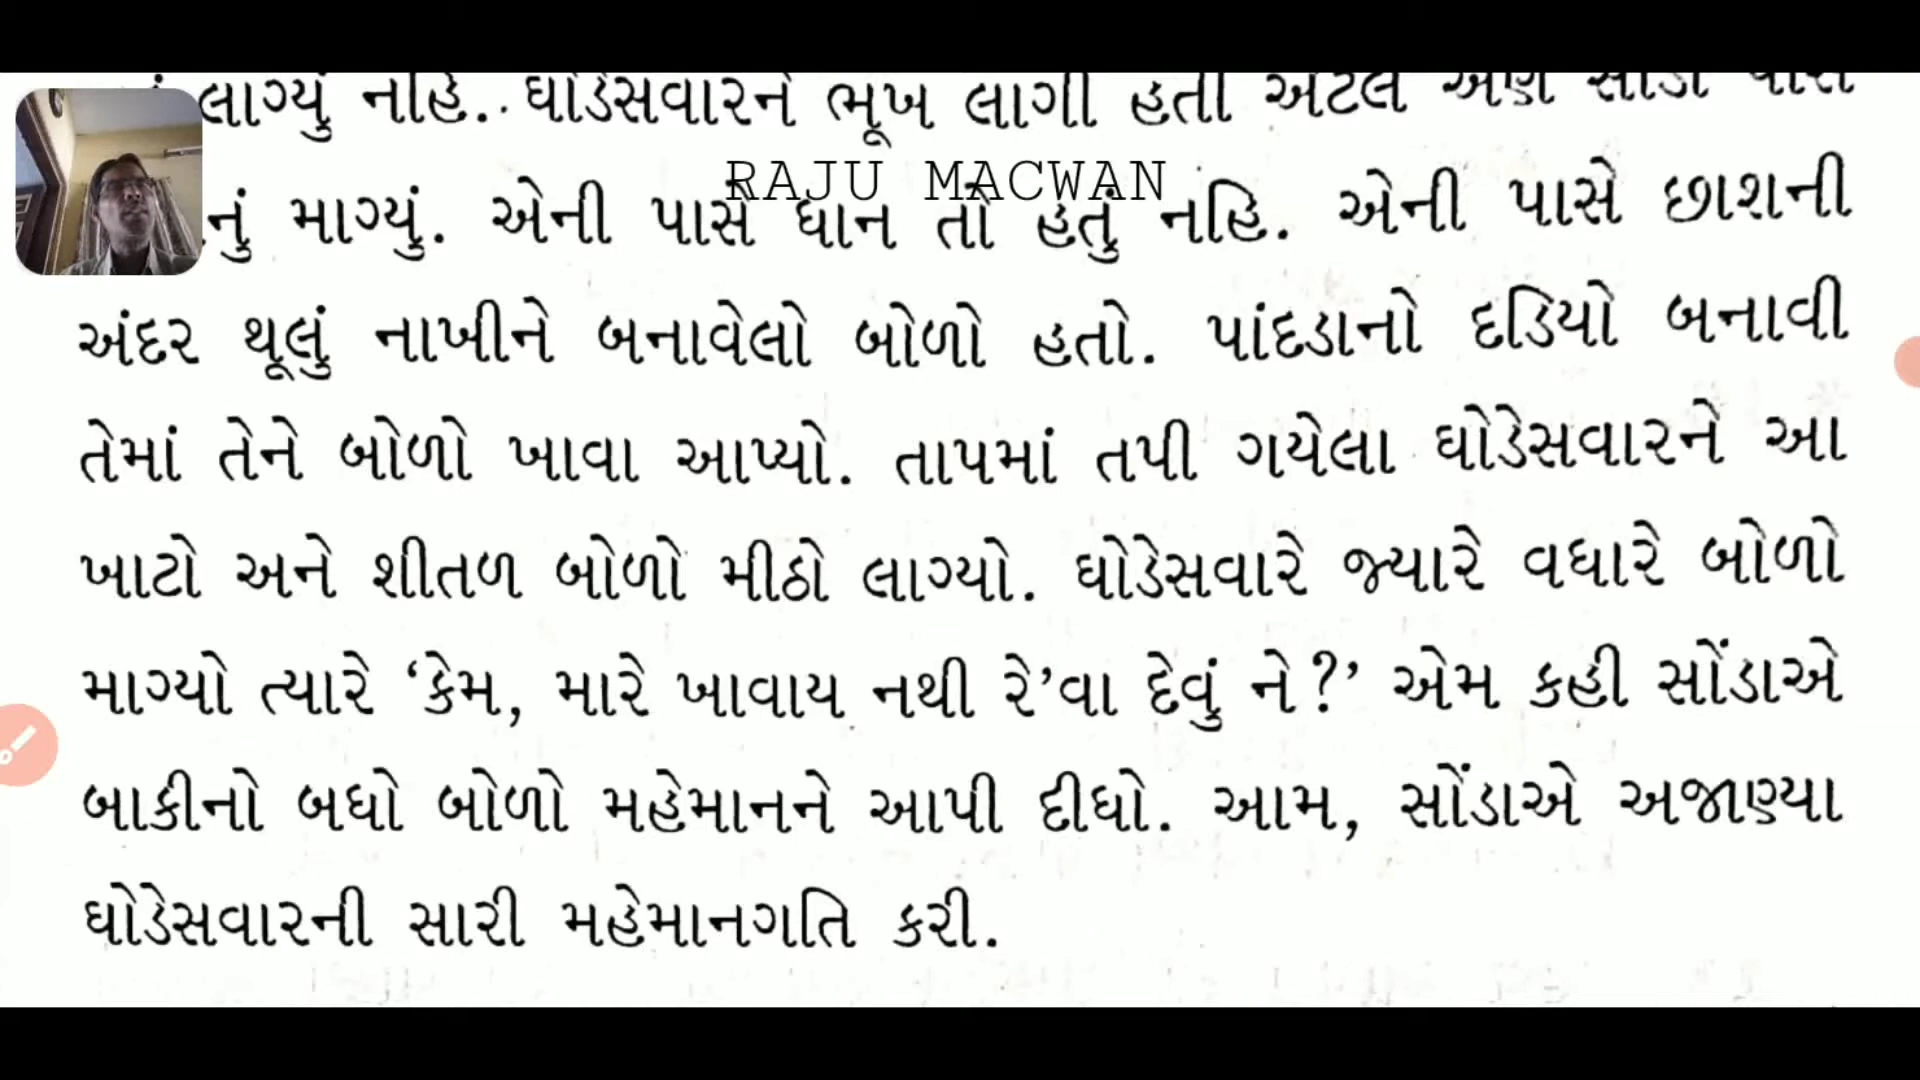 લાગ્યું નહિ. ઘોડેસવારને ભૂખ લાગી હતી એટલે એણે સોંડા પાસે
RAJU MACWAN
માગ્યું. એની પાસે ધાન તો હતું નહિ. એની પાસે છાશની
અંદર થૂલું નાખીને બનાવેલો બોળો હતો. પાંદડાનો દડિયો બનાવી
તેમાં તેને બોળો ખાવા આપ્યો. તાપમાં તપી ગયેલા ઘોડેસવારને આ
ખાટો અને શીતળ બોળો મીઠો લાગ્યો. ઘોડેસવારે જ્યારે વધારે બોળો
માગ્યો ત્યારે ‘કેમ, મારે ખાવાય નથી રે’વા દેવું ને?’ એમ કહી સોંડાએ
બાકીનો બધો બોળો મહેમાનને આપી દીધો. આમ, સોંડાએ અજાણ્યા
ઘોડેસવારની સારી મહેમાનગતિ કરી.